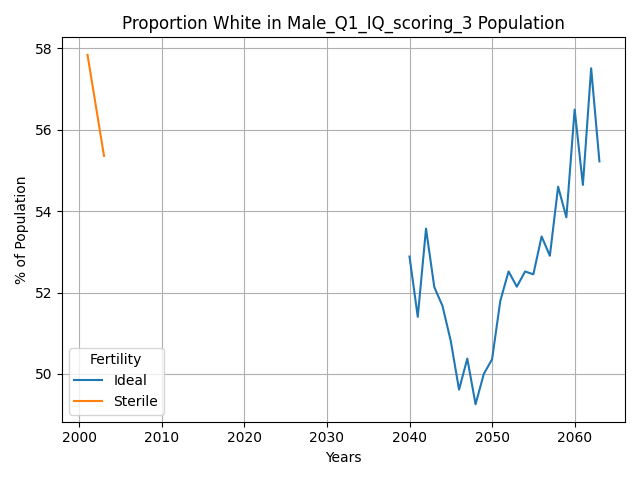 Proportion White in Male_Q1_IQ_scoring_3 Population
% of Population
58
56
54
52
50
Fertility
Ideal
Sterile
2000 2010 2020 2030 2040 2050 2060
Years